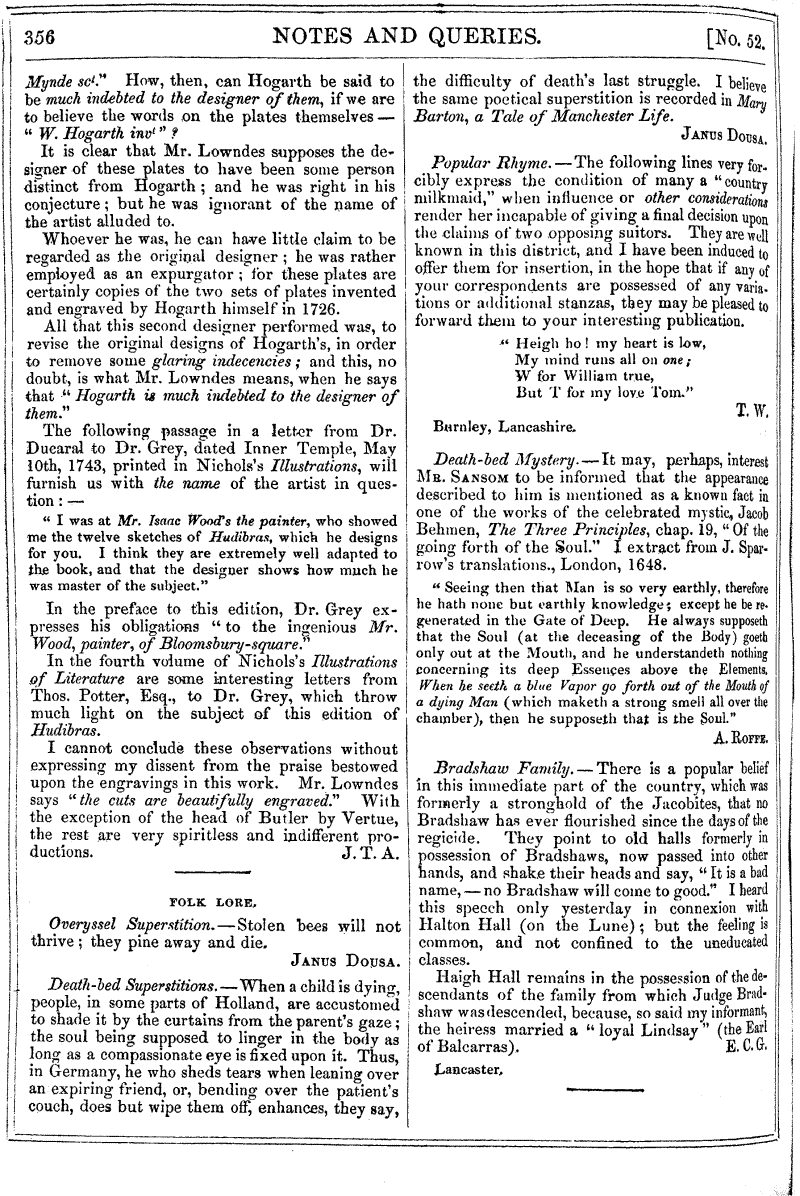 356 NOTES AND QUERIES. [No. 52.
Mynde sct." How, then, can Hogarth be said to
be much indebted to the designer of them, if we are
to believe the words on the plates themselves —
" W. Hogarth invt" ?
It is clear that Mr. Lowndes supposes the de-
signer of these plates to have been some person
distinct from Hogarth ; and he was right in his
conjecture ; but he was ignorant of the name of
the artist alluded to.
Whoever he was, he can have little claim to be
regarded as the original designer ; he was rather
employed as an expurgator ; for these plates are
certainly copies of the two sets of plates invented
and engraved by Hogarth himself in 1726.
All that this second designer performed was, to
revise the original designs of Hogarth's, in order
to remove some glaring indecencies ; and this, no
doubt, is what Mr. Lowndes means, when he says
that " Hogarth is much indebted to the designer of
them."
The following passage in a letter from Dr.
Ducaral to Dr. Grey, dated Inner Temple, May
10th, 1743, printed in Nichols's Illustrations, will
furnish us with the name of the artist in ques-
tion : —
" I was at Mr. Isaac Wood's the painter, who showed
me the twelve sketches of Hudibras, which he designs
for you. I think they are extremely well adapted to
the book, and that the designer shows how much he
was master of the subject."
In the preface to this edition, Dr. Grey ex-
presses his obligations " to the ingenious Mr.
Wood, painter, of Bloomsbury-square."
In the fourth volume of Nichols's Illustrations
of Literature are some interesting letters from
Thos. Potter, Esq., to Dr. Grey, which throw
much light on the subject of this edition of
Hudibras.
I cannot conclude these observations without
expressing my dissent from the praise bestowed
upon the engravings in this work. Mr. Lowndes
says "the cuts are beautifully engraved." With
the exception of the head of Butler by Vertue,
the rest are very spiritless and indifferent pro-
ductions. J. T. A.
FOLK LORE.
Overyssel Superstition. — Stolen bees will not
thrive ; they pine away and die.
JANUS DOUSA.
Death-bed Superstitions. — When a child is dying,
people, in some parts of Holland, are accustomed
to shade it by the curtains from the parent's gaze ;
the soul being supposed to linger in the body as
long as a compassionate eye is fixed upon it. Thus,
in Germany, he who sheds tears when leaning over
an expiring friend, or, bending over the patient's
couch, does but wipe them off, enhances, they say,
the difficulty of death's last struggle. I believe
the same poetical superstition is recorded in Mary
Barton, a Tale of Manchester Life.
JANUS DOUSA.
Popular Rhyme. — The following lines very for-
cibly express the condition of many a " country
milkmaid," when influence or other considerations
render her incapable of giving a final decision upon
the claims of two opposing suitors. They are well
known in this district, and I have been induced to
offer them for insertion, in the hope that if any of
your correspondents are possessed of any varia-
tions or additional stanzas, they may be pleased to
forward them to your interesting publication.
" Heigh ho ! my heart is low,
My mind runs all on one ;
W for William true,
But T for my love Tom."
T. W.
Burnley, Lancashire.
Death-bed Mystery. — It may, perhaps, interest
MR. SANSOM to be informed that the appearance
described to him is mentioned as a known fact in
one of the works of the celebrated mystic, Jacob
Behmen, The Three Principles, chap. 19, " Of the
going forth of the Soul." I extract from J. Spar-
row's translations., London, 1648.
" Seeing then that Man is so very earthly, therefore
he hath none but earthly knowledge ; except he be re-
generated in the Gate of Deep. He always supposeth
that the Soul (at the deceasing of the Body) goeth
only out at the Mouth, and he understandeth nothing
concerning its deep Essences above the Elements.
When he seeth a blue Vapor go forth out of the Mouth of
a dying Man (which maketh a strong smell all over the
chamber), then he supposeth that is the Soul."
A. ROFFE.
Bradshaw Family. — There is a popular belief
in this immediate part of the country, which was
formerly a stronghold of the Jacobites, that no
Bradshaw has ever flourished since the days of the
regicide. They point to old halls formerly in
possession of Bradshaws, now passed into other
hands, and shake their heads and say, " It is a bad
name, — no Bradshaw will come to good." I heard
this speech only yesterday in connexion with
Halton Hall (on the Lune) ; but the feeling is
common, and not confined to the uneducated
classes.
Haigh Hall remains in the possession of the de-
scendants of the family from which Judge Brad-
shaw was descended, because, so said my informant,
the heiress married a " loyal Lindsay " (the Earl
of Balcarras). E. C. G.
Lancaster.